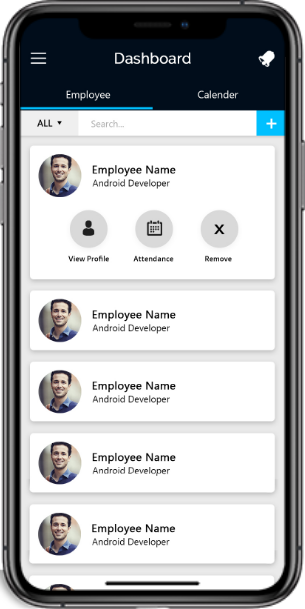 Dashboard
Employee Calender
ALL ▼ Search... +
Employee Name
Android Developer
View Profile Attendance X Remove
Employee Name
Android Developer
Employee Name
Android Developer
Employee Name
Android Developer
Employee Name
Android Developer